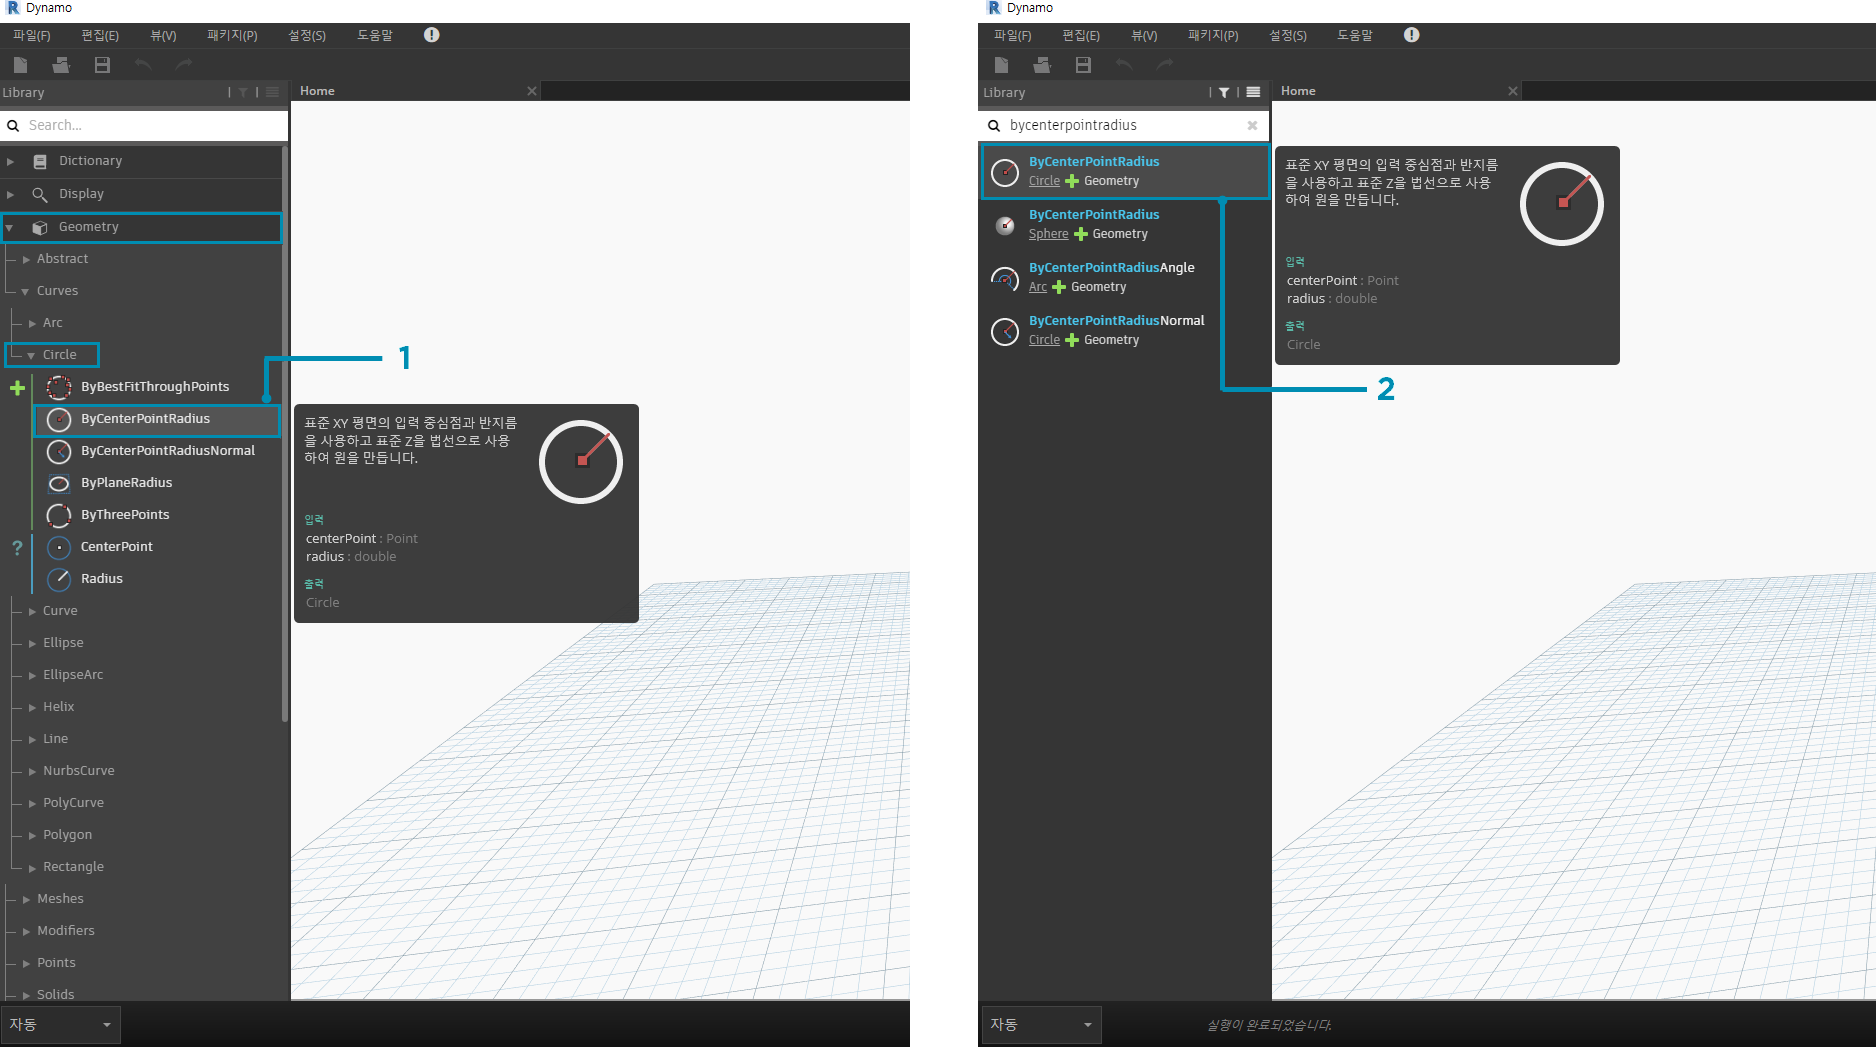 Dynamo
파일(F) 편집(E) 뷰(V) 패키지(P) 설정(S) 도움말
Library
Home
Search...
Dictionary
Display
Geometry
Abstract
Curves
Arc
Circle
1
ByBestFitThroughPoints
ByCenterPointRadius
ByCenterPointRadiusNormal
ByPlaneRadius
ByThreePoints
CenterPoint
Radius
Curve
Ellipse
EllipseArc
Helix
Line
NurbsCurve
PolyCurve
Polygon
Rectangle
Meshes
Modifiers
Points
Solids
표준 XY 평면의 입력 중심점과 반지름
을 사용하고 표준 Z을 법선으로 사용
하여 원을 만듭니다.
입력
centerPoint : Point
radius : double
출력
Circle
자동
Dynamo
파일(F) 편집(E) 뷰(V) 패키지(P) 설정(S) 도움말
Library
Home
bycenterpointradius
ByCenterPointRadius
Circle Geometry
ByCenterPointRadius
Sphere Geometry
ByCenterPointRadiusAngle
Arc Geometry
ByCenterPointRadiusNormal
Circle Geometry
표준 XY 평면의 입력 중심점과 반지름
을 사용하고 표준 Z을 법선으로 사용
하여 원을 만듭니다.
입력
centerPoint : Point
radius : double
출력
Circle
2
자동
실행이 완료되었습니다.